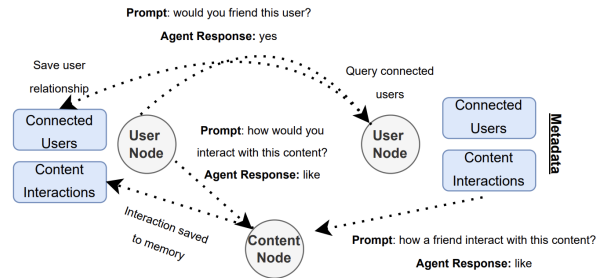 Prompt: would you friend this user?
Agent Response: yes
Save user
relationship
Query connected
users
Connected
Users
Content
Interactions
User
Node
Prompt: how would you
interact with this content?
Agent Response: like
User
Node
Connected
Users
Content
Interactions
Metadata
Interaction saved
to memory
Content
Node
Prompt: how a friend interact with this content?
Agent Response: like